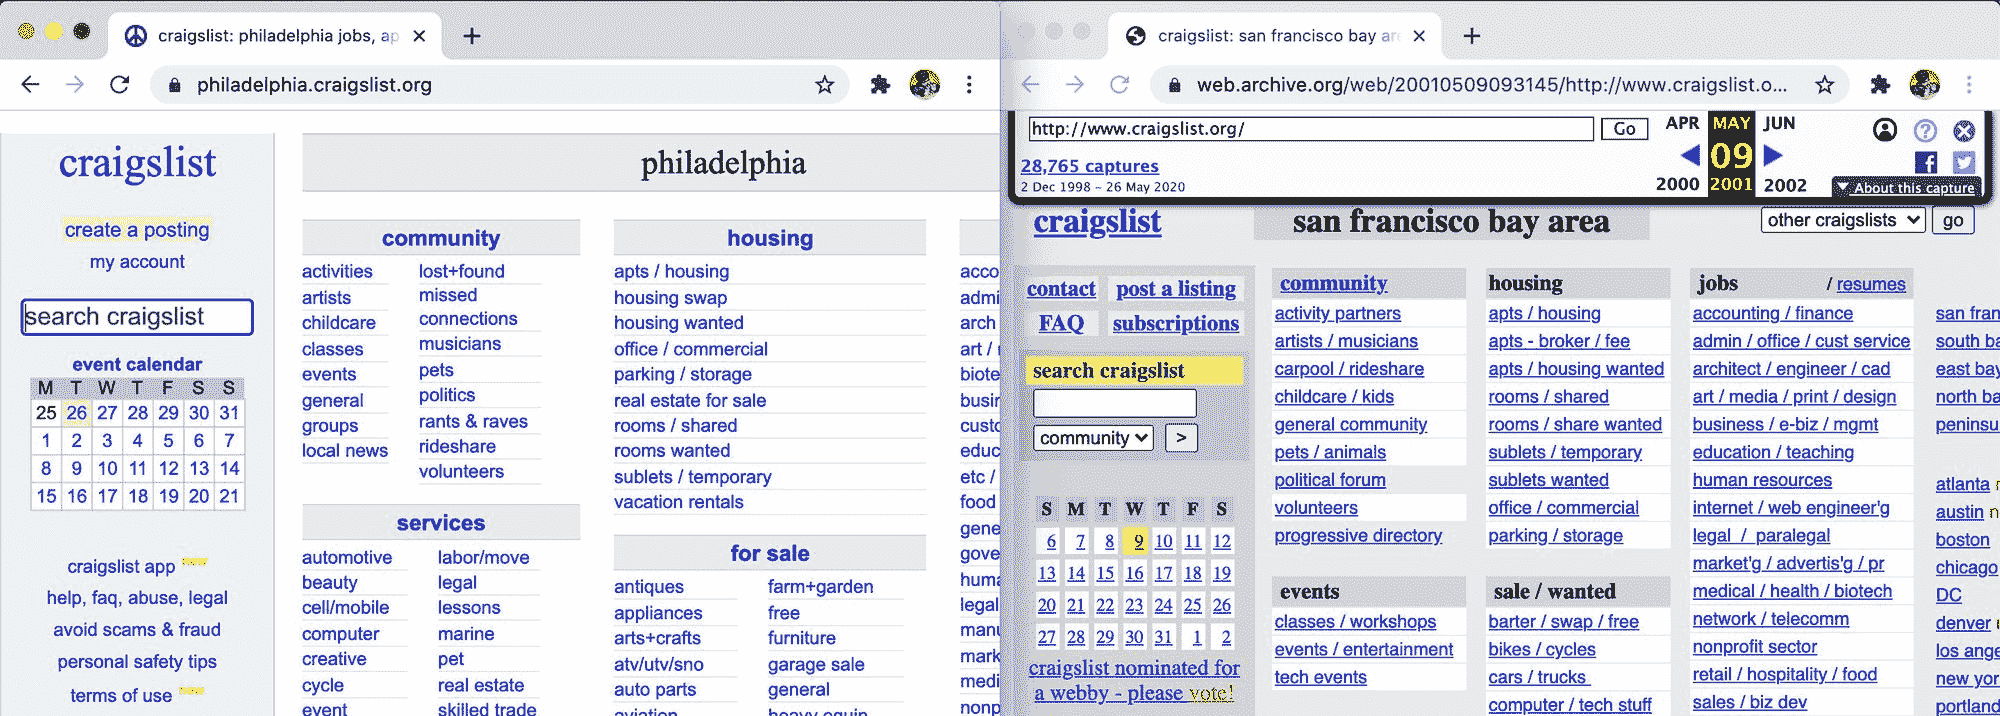 craigslist: philadelphia jobs, ap
philadelphia.craigslist.org
craigslist
create a posting
my account
search craigslist
event calendar
M T W T F S S
25 26 27 28 29 30 31
1 2 3 4 5 6 7
8 9 10 11 12 13 14
15 16 17 18 19 20 21
craigslist app
help, faq, abuse, legal
avoid scams & fraud
personal safety tips
terms of use
philadelphia
community
activities
artists
childcare
classes
events
general
groups
local news
lost+found
missed
connections
musicians
pets
politics
rants & raves
rideshare
volunteers
services
automotive
beauty
cell/mobile
computer
creative
cycle
event
labor/move
legal
lessons
marine
pet
real estate
skilled trade
housing
apts / housing
housing swap
housing wanted
office / commercial
parking / storage
real estate for sale
rooms / shared
rooms wanted
sublets / temporary
vacation rentals
for sale
antiques
appliances
arts+crafts
atv/utv/sno
auto parts
aviation
farm+garden
free
furniture
garage sale
general
heavy equip
acco
admi
arch
art / 
biote
busin
custo
educ
etc /
food
gene
gove
huma
legal
manu
mark
medi
nonp
craigslist: san francisco bay are
web.archive.org/web/20010509093145/http://www.craigslist.o...
http://www.craigslist.org/
Go
APR MAY JUN
09
2000 2001 2002
28,765 captures
2 Dec 1998 – 26 May 2020
About this capture
craigslist
san francisco bay area
other craigslists
go
contact post a listing
FAQ subscriptions
search craigslist
community >
S M T W T F S
6 7 8 9 10 11 12
13 14 15 16 17 18 19
20 21 22 23 24 25 26
27 28 29 30 31 1 2
craigslist nominated for
a webby - please vote!
community
activity partners
artists / musicians
carpool / rideshare
childcare / kids
general community
pets / animals
political forum
volunteers
progressive directory
events
classes / workshops
events / entertainment
tech events
housing
apts / housing
apts - broker / fee
apts / housing wanted
rooms / shared
rooms / share wanted
sublets / temporary
sublets wanted
office / commercial
parking / storage
sale / wanted
barter / swap / free
bikes / cycles
cars / trucks
computer / tech stuff
jobs / resumes
accounting / finance
admin / office / cust service
architect / engineer / cad
art / media / print / design
business / e-biz / mgmt
education / teaching
human resources
internet / web engineer'g
legal / paralegal
market'g / advertis'g / pr
medical / health / biotech
network / telecomm
nonprofit sector
retail / hospitality / food
sales / biz dev
san fran
south ba
east bay
north ba
peninsu
atlanta
austin n
boston
chicago
DC
denver
los ange
new yor
portland